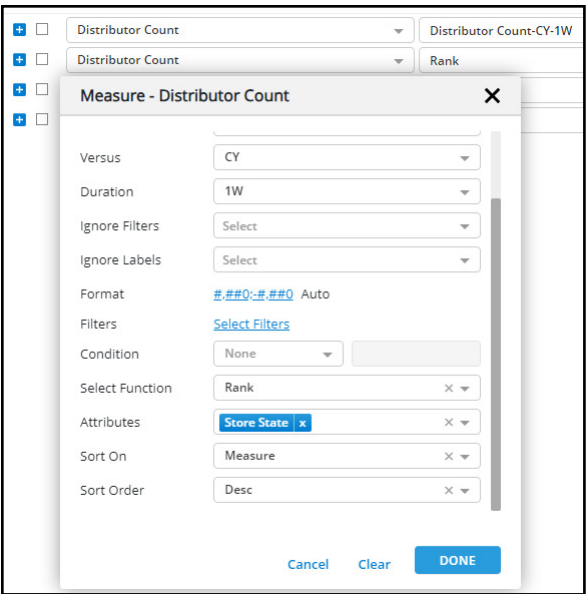 Distributor Count Distributor Count-CY-1W
Distributor Count Rank
Measure - Distributor Count
Versus CY
Duration 1W
Ignore Filters Select
Ignore Labels Select
Format #,##0;-#,##0 Auto
Filters Select Filters
Condition None
Select Function Rank
Attributes Store State x
Sort On Measure
Sort Order Desc
Cancel Clear DONE